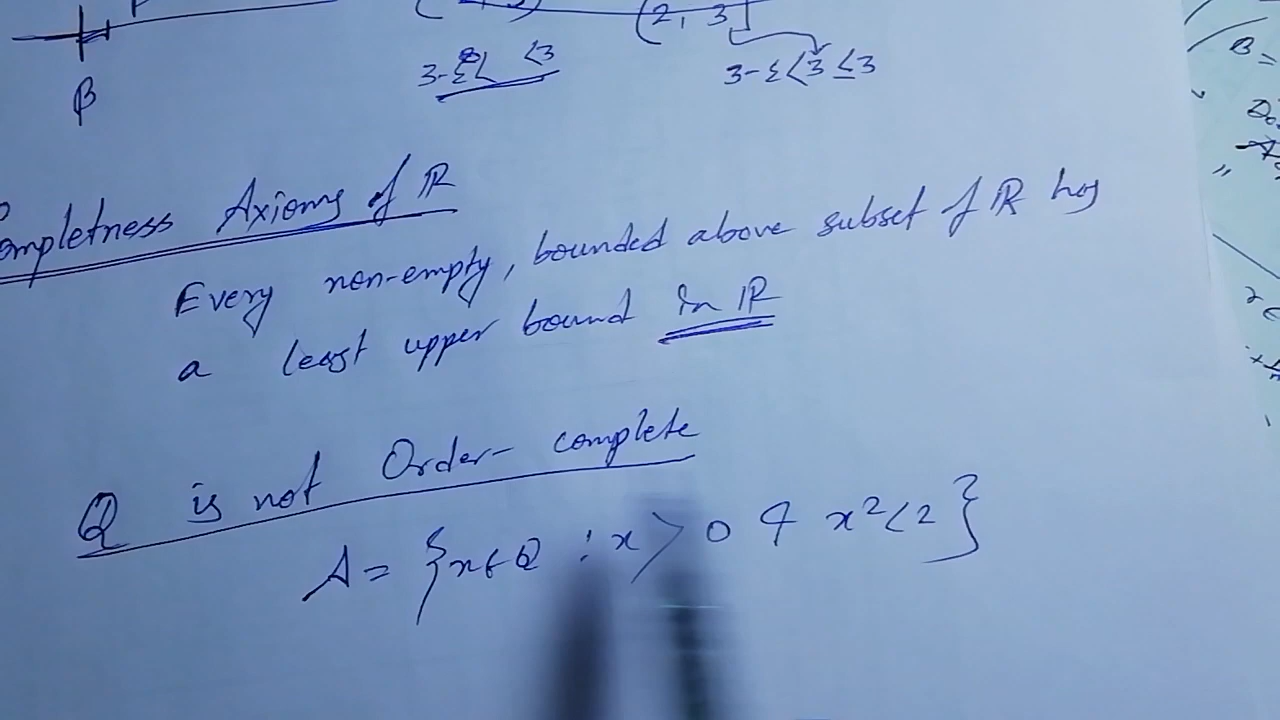 (2, 3]
β
3-ε< <3
3-ε<3≤3
ompletness Axioms of ℝ
Every non-empty, bounded above subset of ℝ has
a least upper bound in ℝ
Q is not Order-complete
A = {x∈Q : x>0 & x²<2}